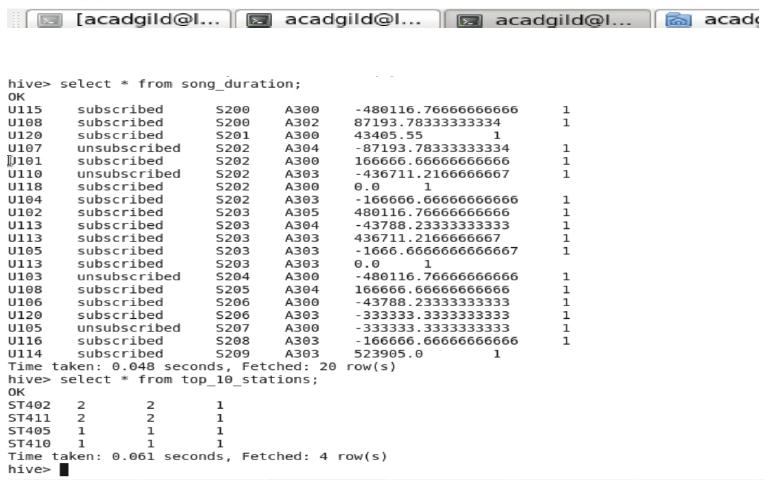 [acadgild@l... acadgild@l... acadgild@l... acadg
hive> select * from song_duration;
OK
U115 subscribed S200 A300 -480116.76666666666 1
U108 subscribed S200 A302 87193.78333333334 1
U120 subscribed S201 A300 43405.55 1
U107 unsubscribed S202 A304 -87193.78333333334 1
U101 subscribed S202 A300 166666.66666666666 1
U110 unsubscribed S202 A303 -436711.2166666667 1
U118 subscribed S202 A300 0.0 1
U104 subscribed S202 A303 -166666.66666666666 1
U102 subscribed S203 A305 480116.76666666666 1
U113 subscribed S203 A304 -43788.23333333333 1
U113 subscribed S203 A303 436711.2166666667 1
U105 subscribed S203 A303 -1666.6666666666667 1
U113 subscribed S203 A303 0.0 1
U103 unsubscribed S204 A300 -480116.76666666666 1
U108 subscribed S205 A304 166666.66666666666 1
U106 subscribed S206 A300 -43788.23333333333 1
U120 subscribed S206 A303 -333333.3333333333 1
U105 unsubscribed S207 A300 -333333.3333333333 1
U116 subscribed S208 A303 -166666.66666666666 1
U114 subscribed S209 A303 523905.0 1
Time taken: 0.048 seconds, Fetched: 20 row(s)
hive> select * from top_10_stations;
OK
ST402 2 2 1
ST411 2 2 1
ST405 1 1 1
ST410 1 1 1
Time taken: 0.061 seconds, Fetched: 4 row(s)
hive>